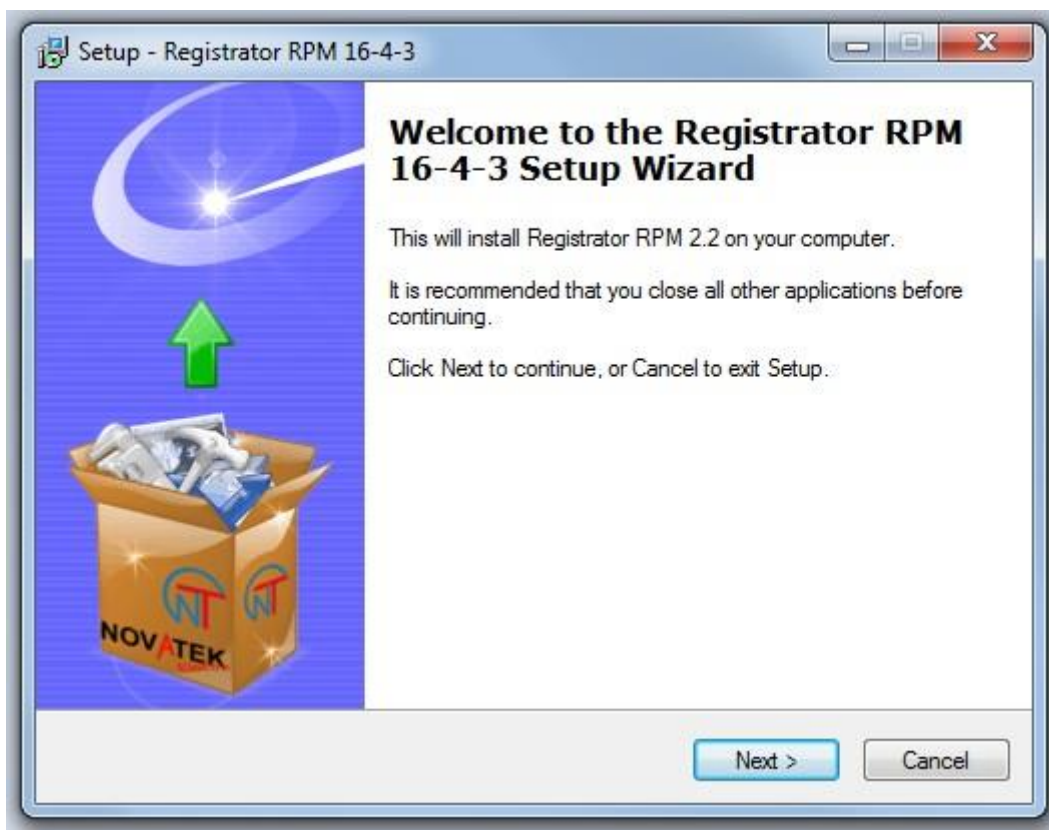 Setup - Registrator RPM 16-4-3
Welcome to the Registrator RPM
16-4-3 Setup Wizard
This will install Registrator RPM 2.2 on your computer.
It is recommended that you close all other applications before
continuing.
Click Next to continue, or Cancel to exit Setup.
NT
NT
NOVATEK
Next >
Cancel